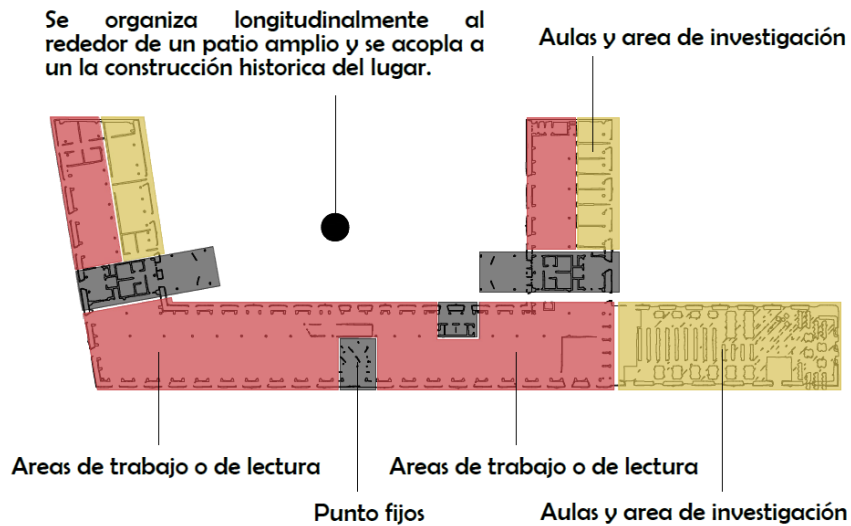 Se organiza longitudinalmente al
rededor de un patio amplio y se acopla a
un la construcción historica del lugar.
Aulas y area de investigación
Areas de trabajo o de lectura
Areas de trabajo o de lectura
Punto fijos
Aulas y area de investigación